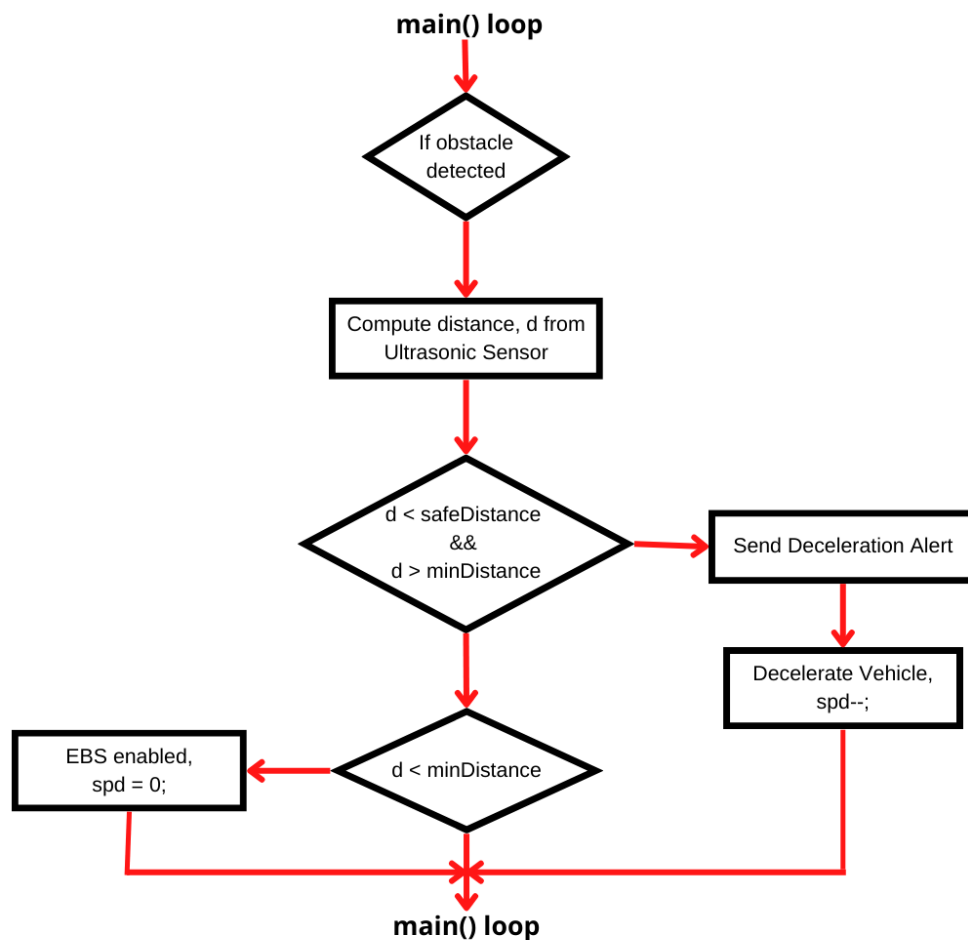 main() loop
If obstacle
detected
Compute distance, d from
Ultrasonic Sensor
d < safeDistance
&&
d > minDistance
Send Deceleration Alert
Decelerate Vehicle,
spd--;
d < minDistance
EBS enabled,
spd = 0;
main() loop